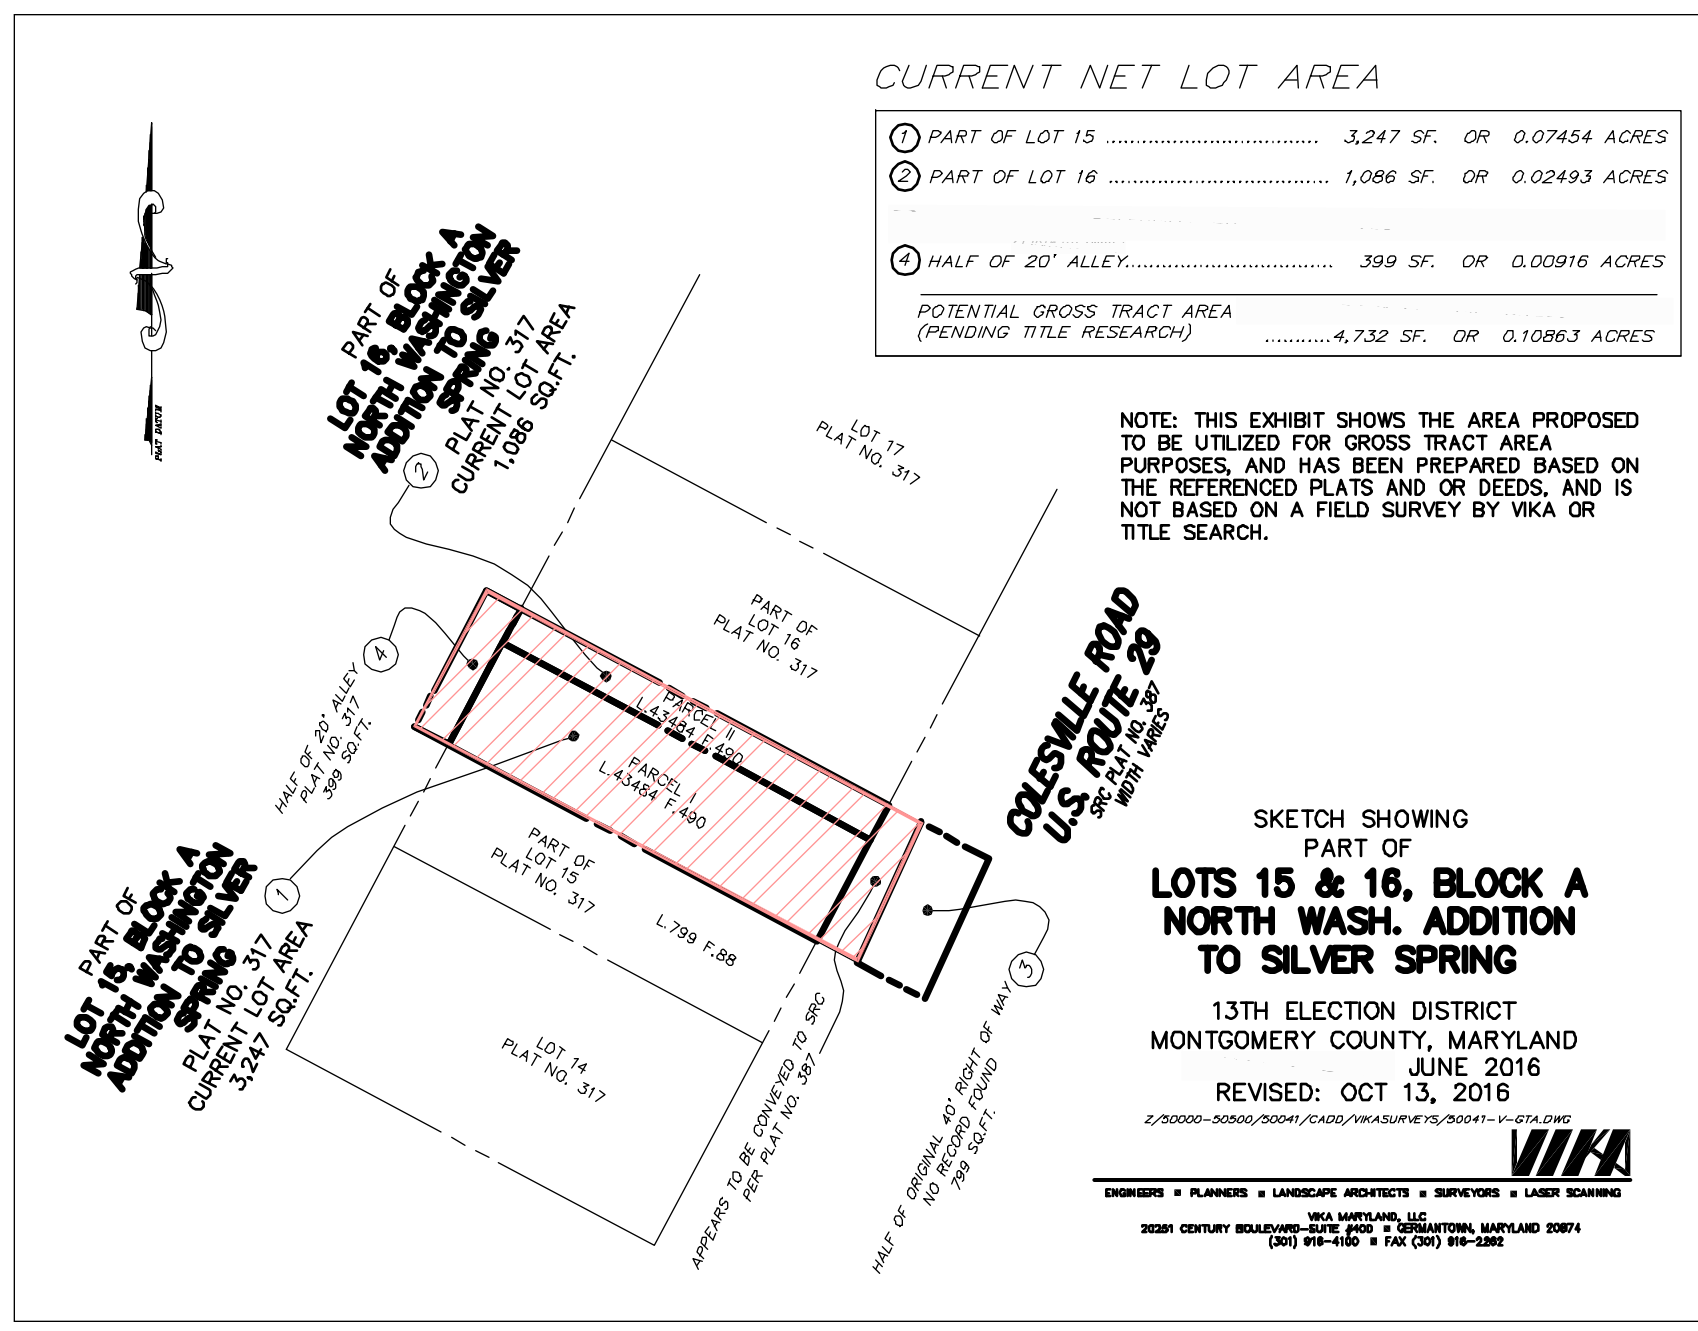 CURRENT NET LOT AREA
1 PART OF LOT 15 .................................. 3,247 SF. OR 0.07454 ACRES
2 PART OF LOT 16 .................................. 1,086 SF. OR 0.02493 ACRES
4 HALF OF 20' ALLEY................................. 399 SF. OR 0.00916 ACRES
POTENTIAL GROSS TRACT AREA
(PENDING TITLE RESEARCH) ...........4,732 SF. OR 0.10863 ACRES
NOTE: THIS EXHIBIT SHOWS THE AREA PROPOSED
TO BE UTILIZED FOR GROSS TRACT AREA
PURPOSES, AND HAS BEEN PREPARED BASED ON
THE REFERENCED PLATS AND OR DEEDS, AND IS
NOT BASED ON A FIELD SURVEY BY VIKA OR
TITLE SEARCH.
PLAT DATUM
PART OF
LOT 16, BLOCK A
NORTH WASHINGTON
ADDITION TO SILVER
SPRING
PLAT NO. 317
CURRENT LOT AREA
1,086 SQ.FT.
2
LOT 17
PLAT NO. 317
PART OF
LOT 16
PLAT NO. 317
4
HALF OF 20' ALLEY
PLAT NO. 317
399 SQ.FT.
PARCEL II
L.43484 F.490
PARCEL I
L.43484 F.490
COLESVILLE ROAD
U.S. ROUTE 29
SRC PLAT NO. 387
WIDTH VARIES
PART OF
LOT 15
PLAT NO. 317
L.799 F.88
1
PART OF
LOT 15, BLOCK A
NORTH WASHINGTON
ADDITION TO SILVER
SPRING
PLAT NO. 317
CURRENT LOT AREA
3,247 SQ.FT.
LOT 14
PLAT NO. 317
APPEARS TO BE CONVEYED TO SRC
PER PLAT NO. 387
3
HALF OF ORIGINAL 40' RIGHT OF WAY
NO RECORD FOUND
799 SQ.FT.
SKETCH SHOWING
PART OF
LOTS 15 & 16, BLOCK A
NORTH WASH. ADDITION
TO SILVER SPRING
13TH ELECTION DISTRICT
MONTGOMERY COUNTY, MARYLAND
JUNE 2016
REVISED: OCT 13, 2016
Z/50000-50500/50041/CADD/VIKASURVEYS/50041-V-GTA.DWG
VIKA
ENGINEERS ■ PLANNERS ■ LANDSCAPE ARCHITECTS ■ SURVEYORS ■ LASER SCANNING
VIKA MARYLAND, LLC
20251 CENTURY BOULEVARD-SUITE #400 ■ GERMANTOWN, MARYLAND 20874
(301) 916-4100 ■ FAX (301) 916-2262